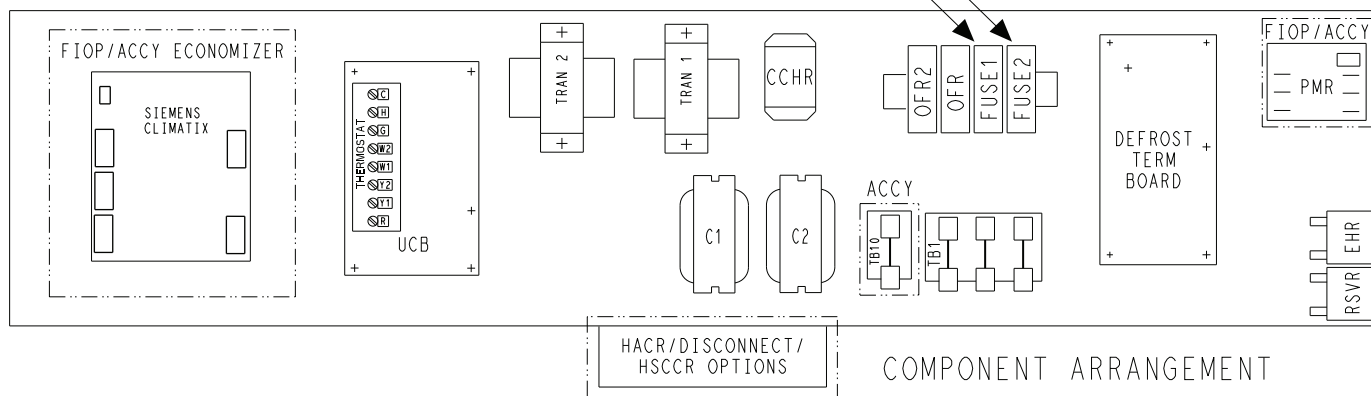 FIOP/ACCY ECONOMIZER
SIEMENS
CLIMATIX
THERMOSTAT
C
H
G
W2
W1
Y2
Y1
R
UCB
TRAN 2
TRAN 1
CCHR
OFR2
OFR
FUSE1
FUSE2
C1
C2
ACCY
TB10
TB1
DEFROST
TERM
BOARD
FIOP/ACCY
PMR
EHR
RSVR
HACR/DISCONNECT/
HSCCR OPTIONS
COMPONENT ARRANGEMENT